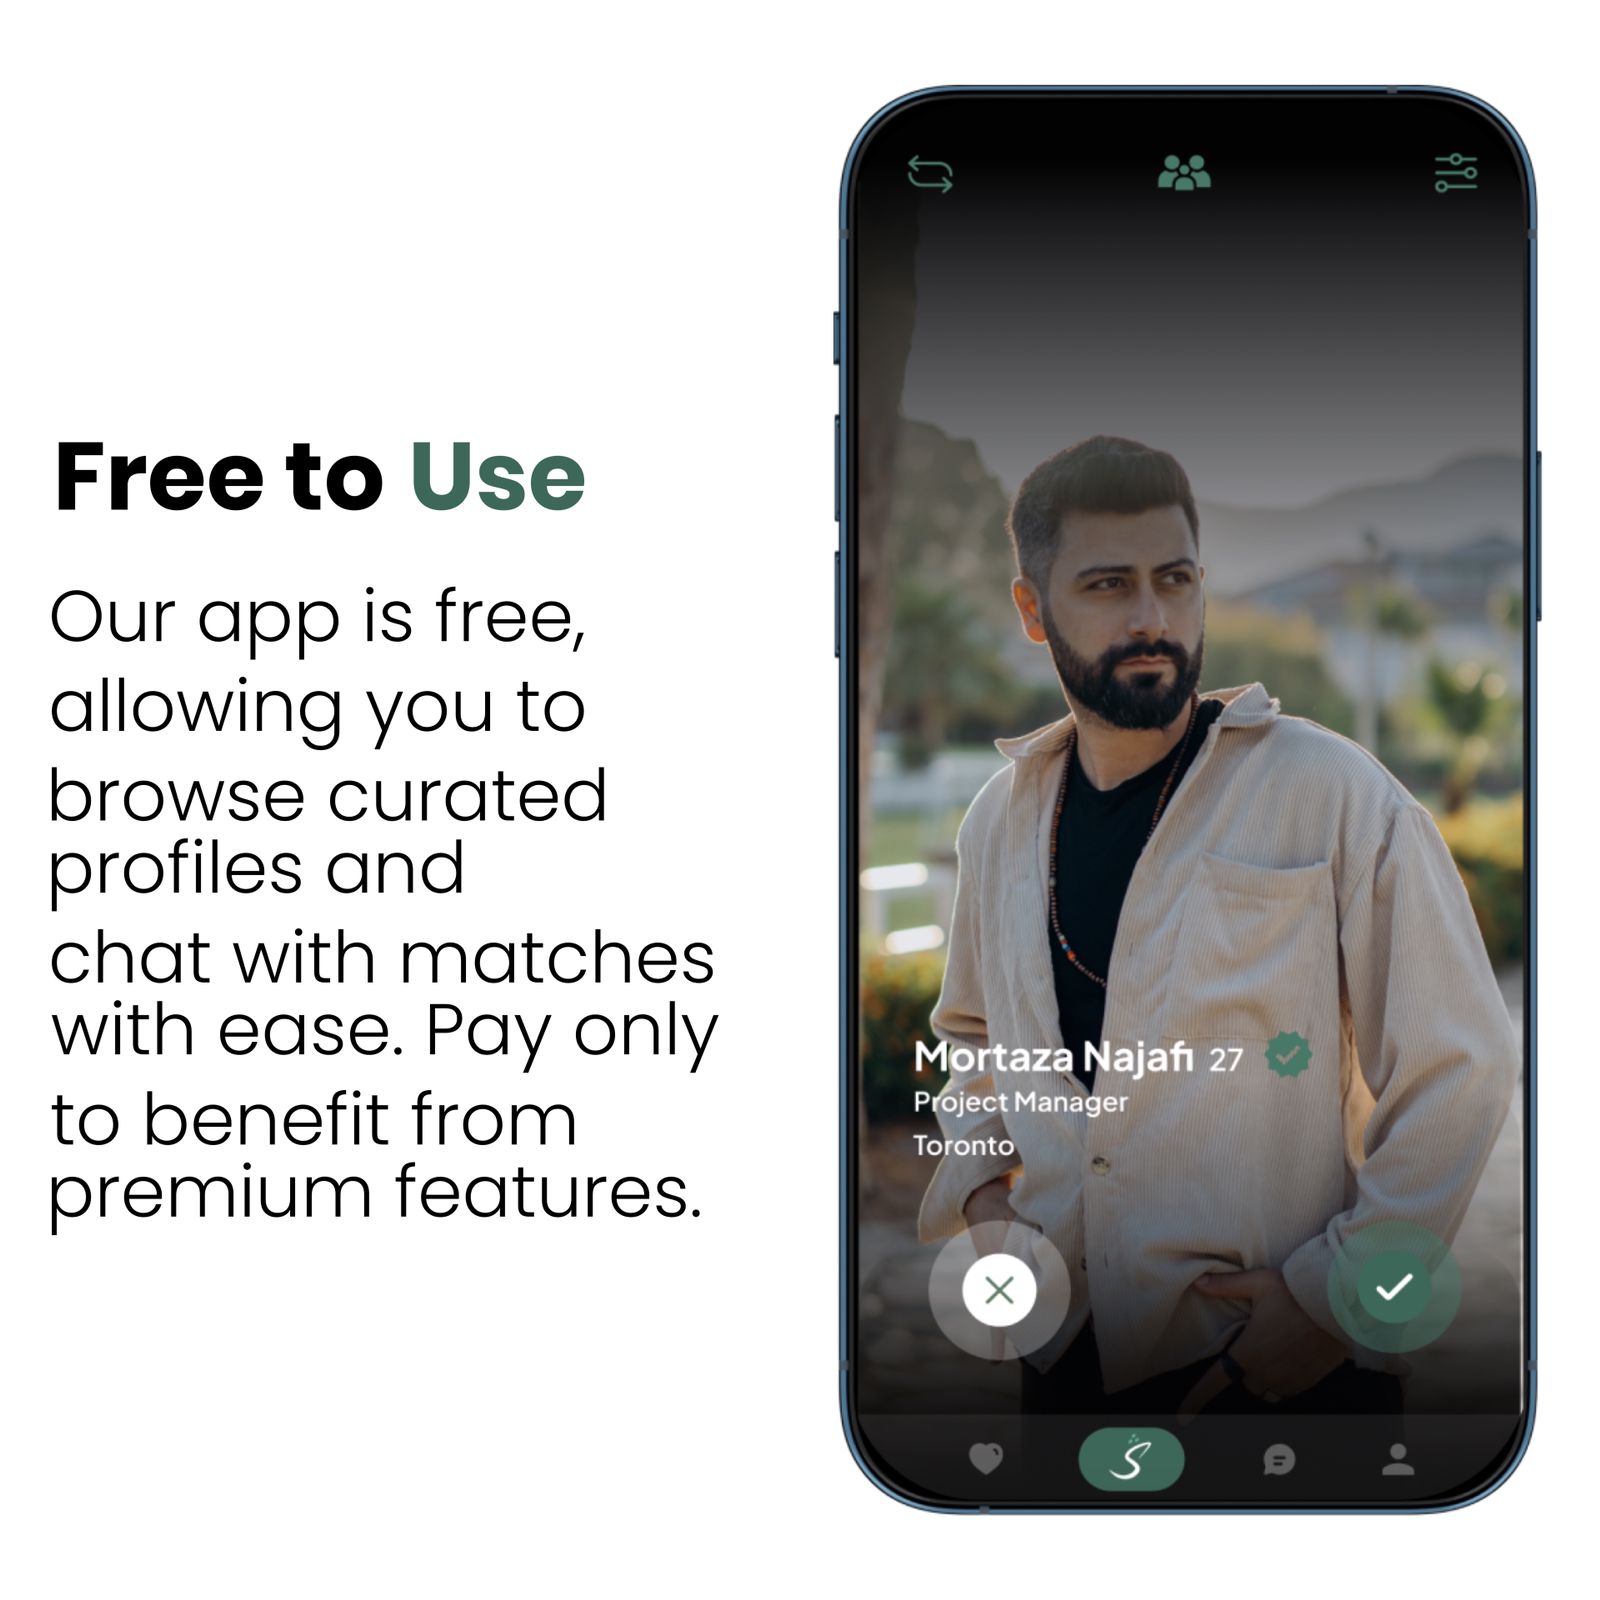 Free to Use
Our app is free,
allowing you to
browse curated
profiles and
chat with matches
with ease. Pay only
to benefit from
premium features.
Mortaza Najafi 27
Project Manager
Toronto